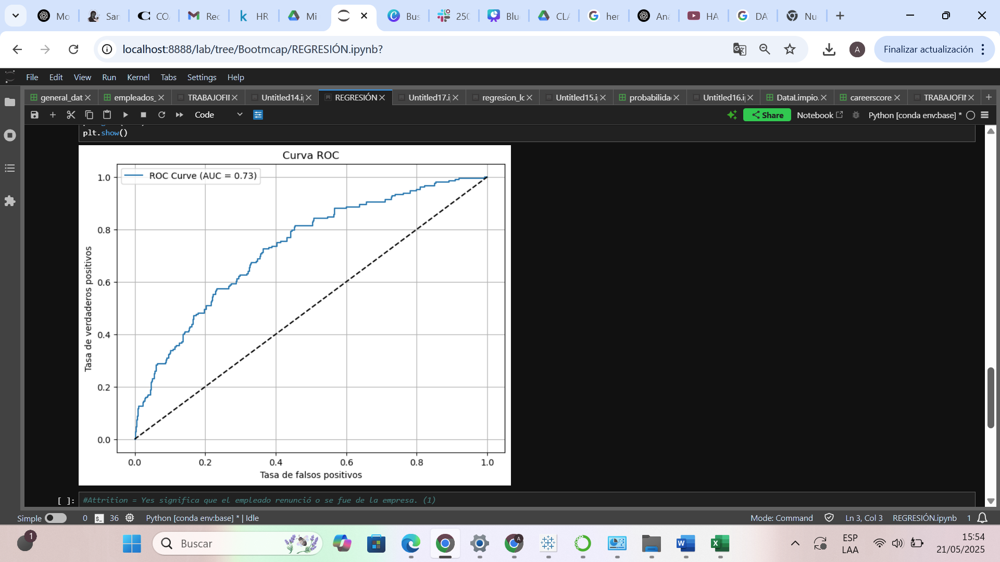 Mo
Sar
CO
Rec
HR
Mi
Bus
250
Blu
CLA
her
Ana
HA
DA
Nu
localhost:8888/lab/tree/Bootmcap/REGRESIÓN.ipynb?
A
Finalizar actualización
File Edit View Run Kernel Tabs Settings Help
general_dat
empleados_
TRABAJOFII
Untitled14.i
REGRESIÓN
Untitled17.i
regresion_lc
Untitled15.i
probabilida
Untitled16.i
DataLimpio.
careerscore.
TRABAJOFII
Code
Share
Notebook
Python [conda env:base] *
plt.show()
Curva ROC
ROC Curve (AUC = 0.73)
Tasa de verdaderos positivos
1.0
0.8
0.6
0.4
0.2
0.0
0.0 0.2 0.4 0.6 0.8 1.0
Tasa de falsos positivos
[ ]: #Attrition = Yes significa que el empleado renunció o se fue de la empresa. (1)
Simple 0 36 Python [conda env:base] * | Idle
Mode: Command Ln 3, Col 3 REGRESIÓN.ipynb 1
1
Buscar
A
ESP
LAA
15:54
21/05/2025